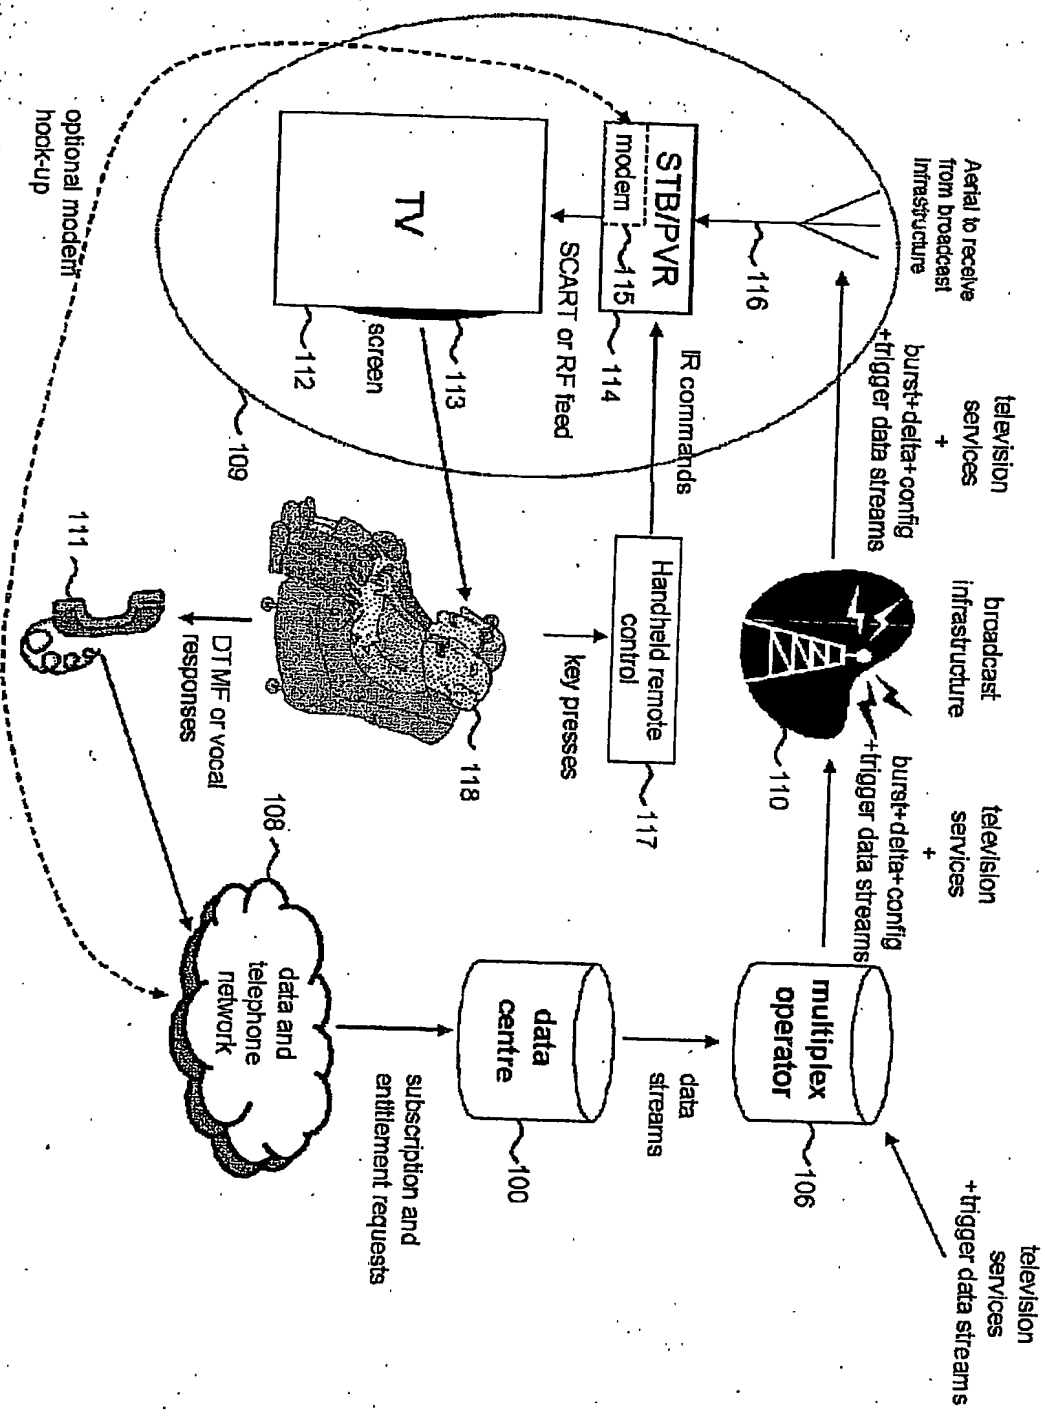 television
services
+trigger data streams
television
services
+
burst+delta+config
+trigger data streams
broadcast
infrastructure
television
services
+
burst+delta+config
+trigger data streams
Aerial to receive
from broadcast
Infrastructure
116
110
multiplex
operator
106
STB/PVR
modem
115
114
IR commands
Handheld remote
control
117
key presses
data
streams
SCART or RF feed
TV
113
screen
112
118
data
centre
100
109
subscription and
entitlement requests
108
data and
telephone
network
DTMF or vocal
responses
111
optional modem
hook-up